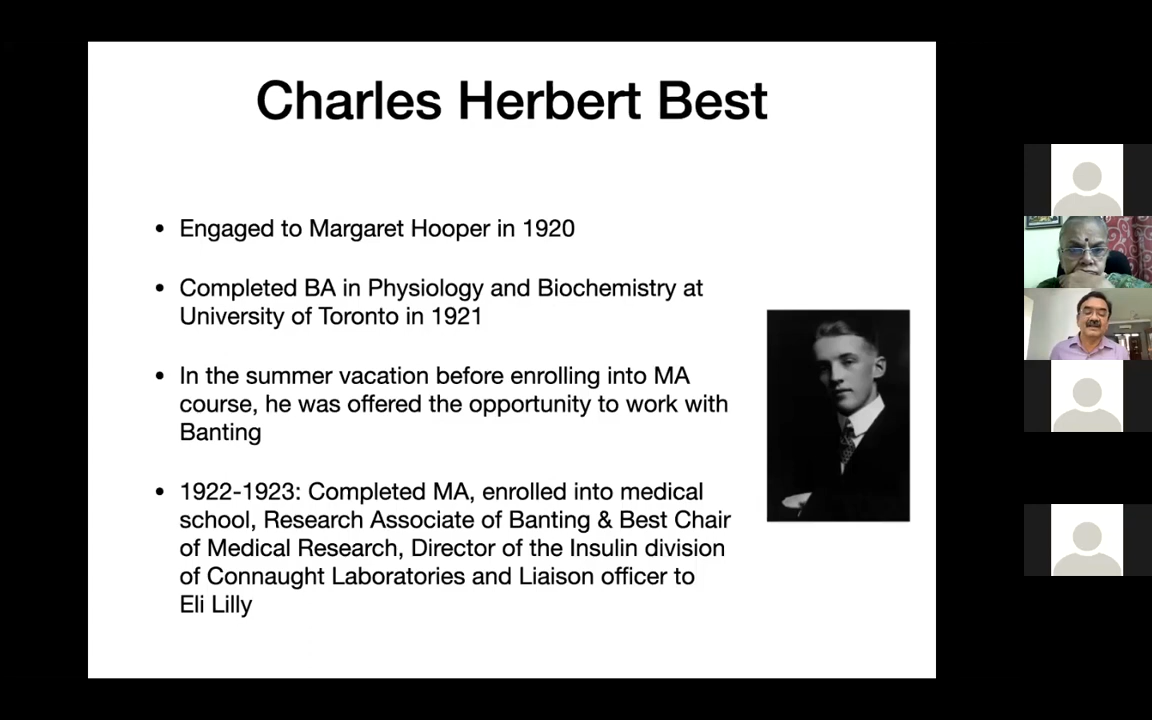 Charles Herbert Best
• Engaged to Margaret Hooper in 1920
• Completed BA in Physiology and Biochemistry at
University of Toronto in 1921
• In the summer vacation before enrolling into MA
course, he was offered the opportunity to work with
Banting
• 1922-1923: Completed MA, enrolled into medical
school, Research Associate of Banting & Best Chair
of Medical Research, Director of the Insulin division
of Connaught Laboratories and Liaison officer to
Eli Lilly